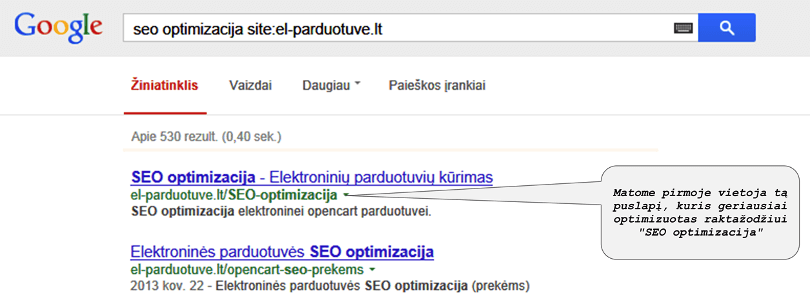 Google
seo optimizacija site:el-parduotuve.lt
Žiniatinklis Vaizdai Daugiau Paieškos įrankiai
Apie 530 rezult. (0,40 sek.)
SEO optimizacija - Elektroninių parduotuvių kūrimas
el-parduotuve.lt/SEO-optimizacija
SEO optimizacija elektroninei opencart parduotuvei.
Matome pirmoje vietoja tą
puslapį, kuris geriausiai
optimizuotas raktažodžiui
"SEO optimizacija"
Elektroninės parduotuvės SEO optimizacija
el-parduotuve.lt/opencart-seo-prekems
2013 kov. 22 - Elektroninės parduotuvės SEO optimizacija (prekėms)